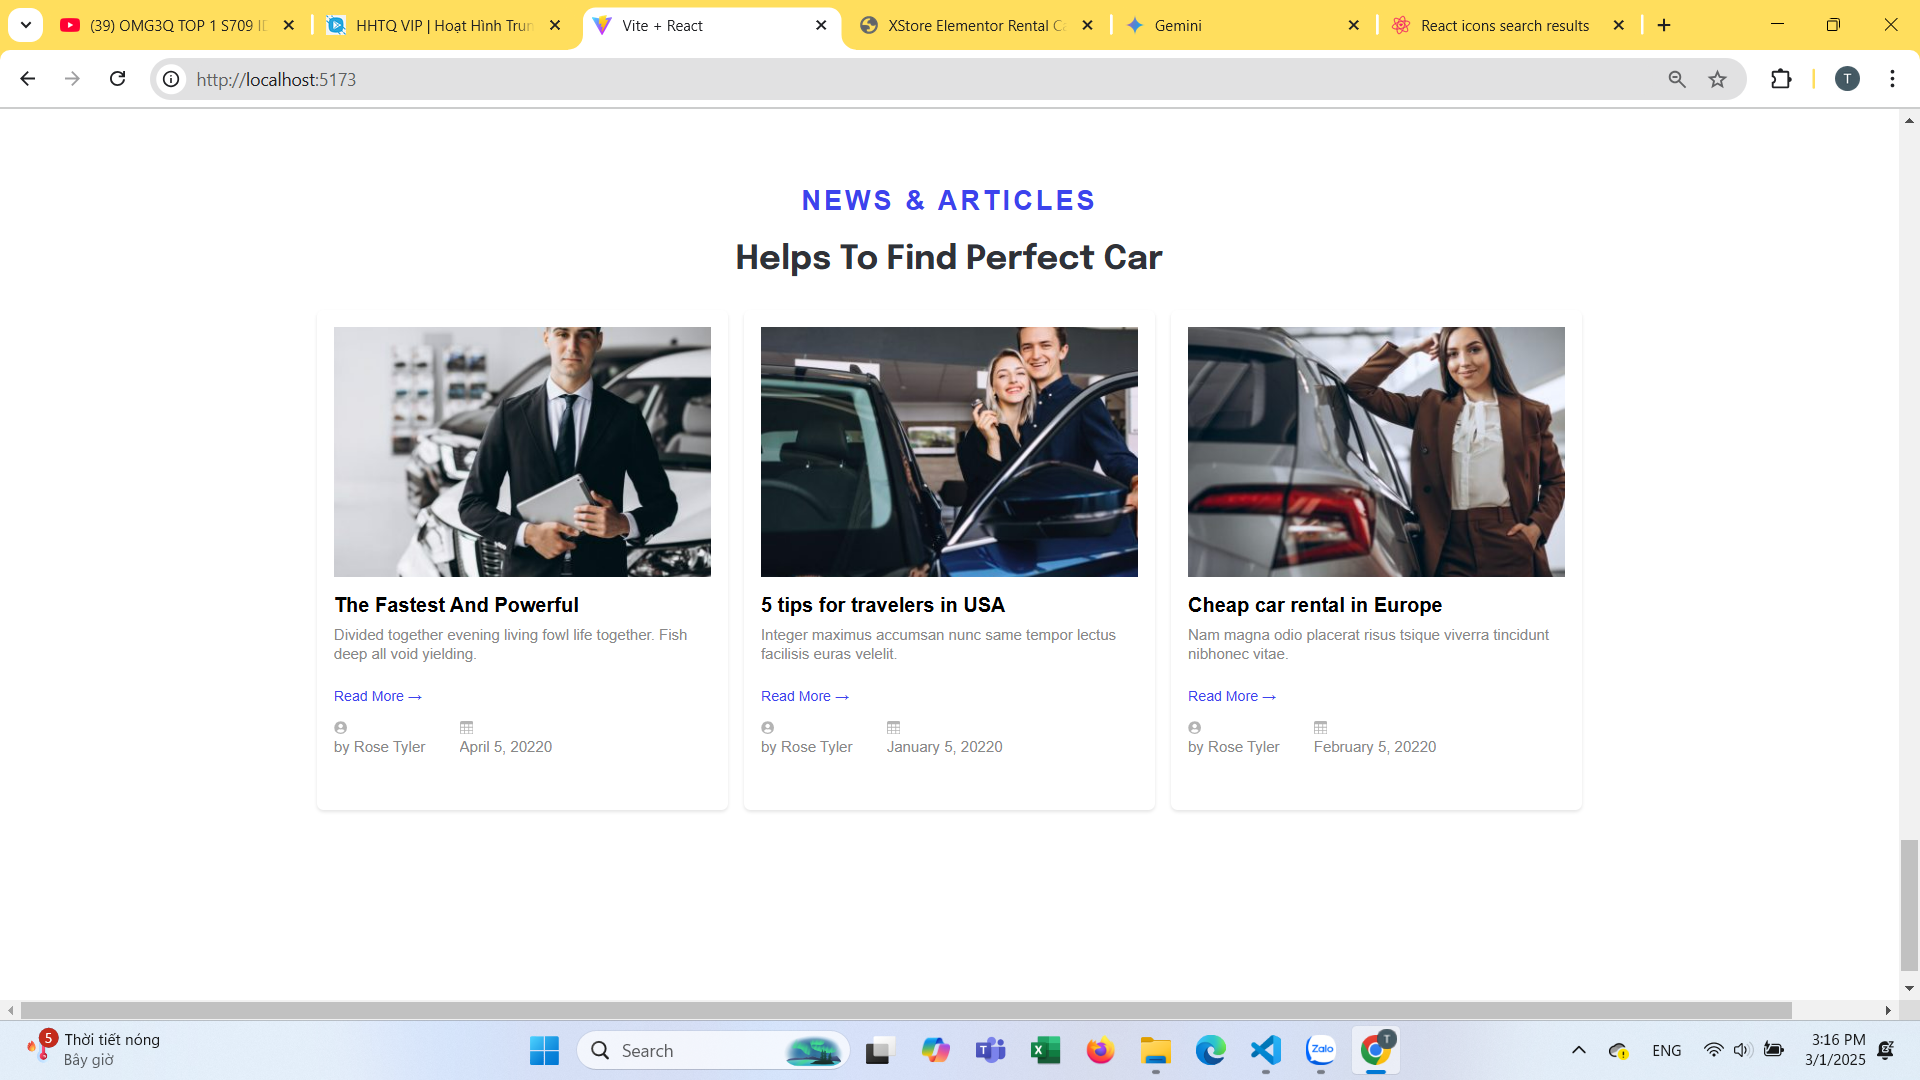 (39) OMG3Q TOP 1 S709 ID
HHTQ VIP | Hoạt Hình Trun
Vite + React
XStore Elementor Rental Ca
Gemini
React icons search results
http://localhost:5173
T
NEWS & ARTICLES
Helps To Find Perfect Car
The Fastest And Powerful
Divided together evening living fowl life together. Fish
deep all void yielding.
Read More →
by Rose Tyler
April 5, 20220
5 tips for travelers in USA
Integer maximus accumsan nunc same tempor lectus
facilisis euras velelit.
Read More →
by Rose Tyler
January 5, 20220
Cheap car rental in Europe
Nam magna odio placerat risus tsique viverra tincidunt
nibhonec vitae.
Read More →
by Rose Tyler
February 5, 20220
5
Thời tiết nóng
Bây giờ
Search
Zalo
T
ENG
3:16 PM
3/1/2025